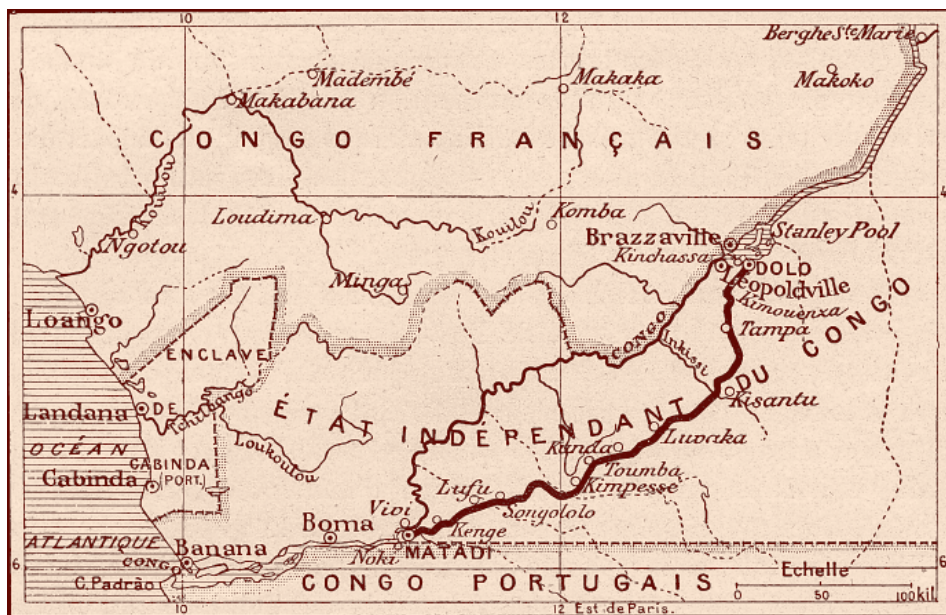 10
12
Berghe Ste Marie
Madembé
Makaka
Makoko
Makabana
CONGO FRANÇAIS
4
4
Kouilou
Loudima
Kouilou
Komba
Ngotou
Brazzaville
Stanley Pool
Kinchassa
DOLO
Minga
Léopoldville
Kimouenza
Loango
Tampa
CONGO
ENCLAVE
Inkissi
DU CONGO
Landana
DE
Tchiloango
ÉTAT INDÉPENDANT
Kisantu
OCÉAN
Loukoulou
Luvaka
CABINDA
(PORT.)
Kunda
Toumba
Cabinda
Kimpesse
Lufu
Songololo
Vivi
Boma
Kenge
ATLANTIQUE
Banana
Noki
MATADI
CONGO
6
6
C. Padrão
CONGO PORTUGAIS
Echelle
0
50
100 kil.
10
12
Est de Paris.